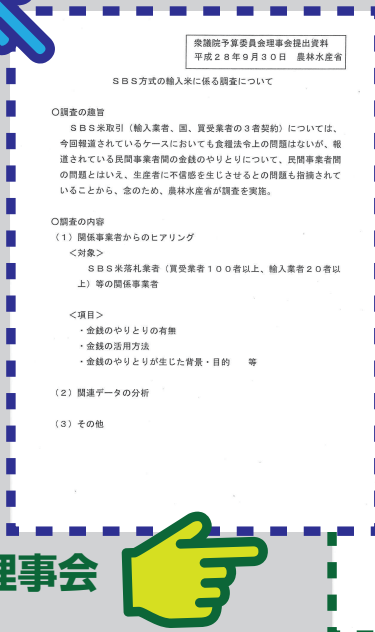 衆議院予算委員会理事会提出資料
平成２８年９月３０日　農林水産省
ＳＢＳ方式の輸入米に係る調査について
〇調査の趣旨
ＳＢＳ米取引（輸入業者、国、買受業者の３者契約）については、
今回報道されているケースにおいても食糧法令上の問題はないが、報
道されている民間事業者間の金銭のやりとりについて、民間事業者間
の問題とはいえ、生産者に不信感を生じさせるとの問題も指摘されて
いることから、念のため、農林水産省が調査を実施。
〇調査の内容
（１）関係事業者からのヒアリング
＜対象＞
ＳＢＳ米落札業者（買受業者１００者以上、輸入業者２０者以
上）等の関係事業者
＜項目＞
・金銭のやりとりの有無
・金銭の活用方法
・金銭のやりとりが生じた背景・目的　　等
（２）関連データの分析
（３）その他
理事会